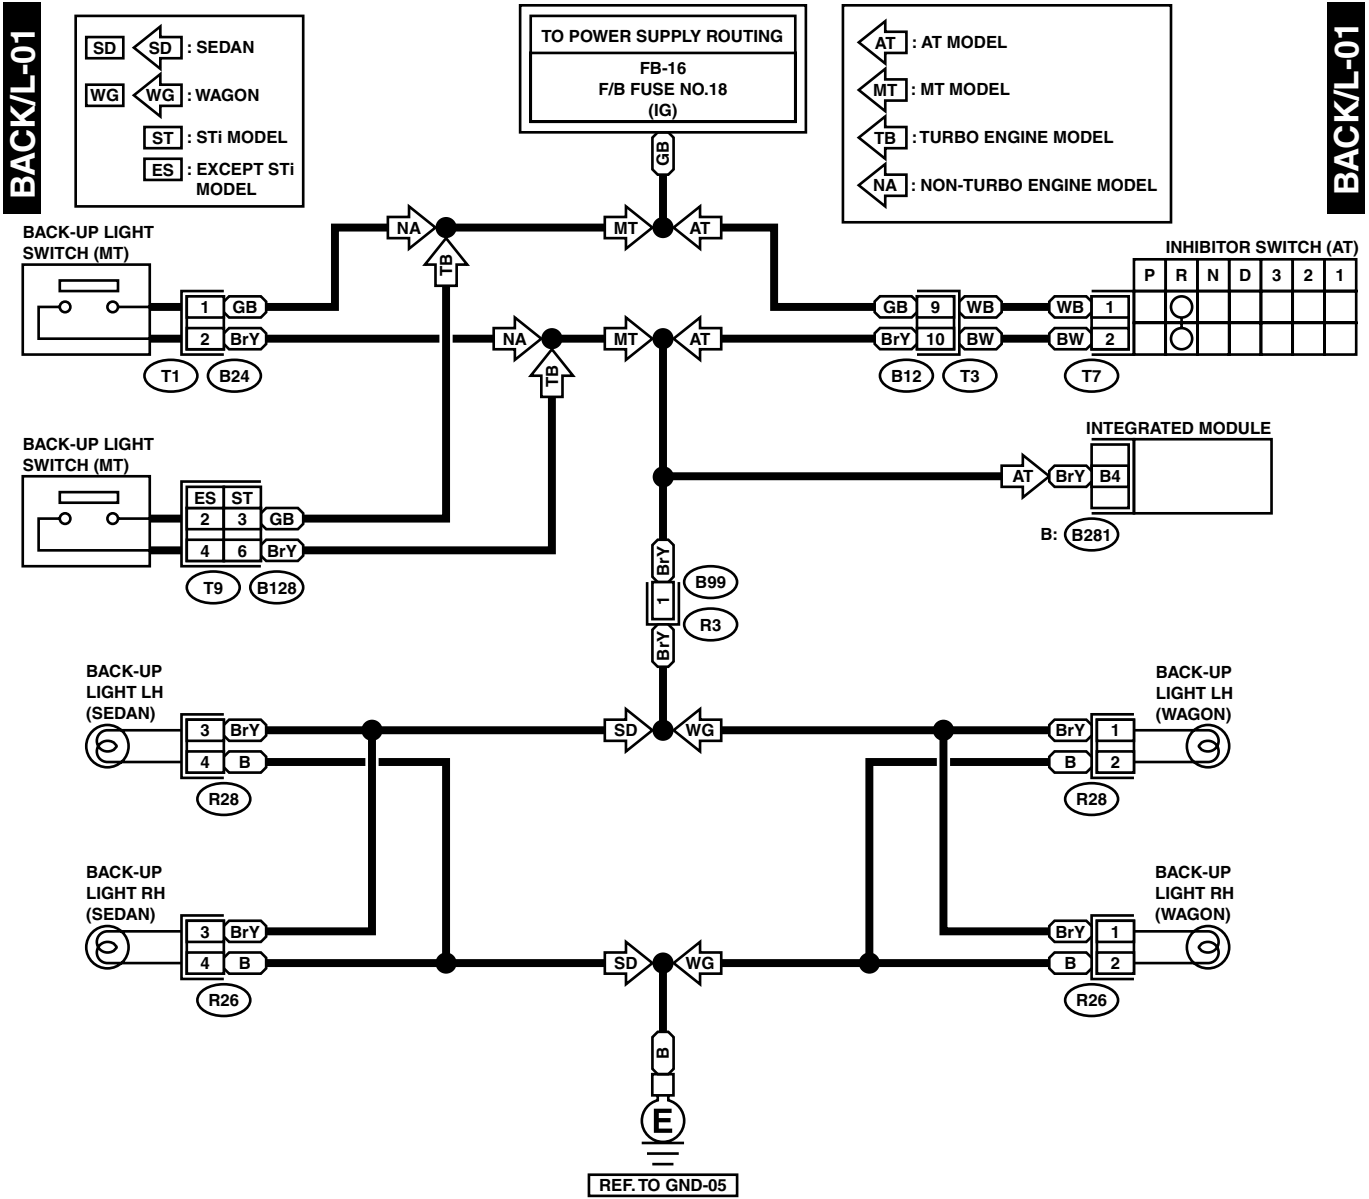 BACK/L-01
SD SD : SEDAN
WG WG : WAGON
ST : STi MODEL
ES : EXCEPT STi
MODEL
TO POWER SUPPLY ROUTING
FB-16
F/B FUSE NO.18
(IG)
GB
AT : AT MODEL
MT : MT MODEL
TB : TURBO ENGINE MODEL
NA : NON-TURBO ENGINE MODEL
BACK/L-01
BACK-UP LIGHT
SWITCH (MT)
NA MT AT
TB
INHIBITOR SWITCH (AT)
P R N D 3 2 1
1 GB GB 9 WB WB 1
2 BrY NA MT AT BrY 10 BW BW 2
TB
T1 B24 B12 T3 T7
BACK-UP LIGHT
SWITCH (MT)
INTEGRATED MODULE
AT BrY B4
B: B281
ES ST
2 3 GB
4 6 BrY
T9 B128
BrY
1
BrY
B99
R3
BACK-UP
LIGHT LH
(SEDAN)
BACK-UP
LIGHT LH
(WAGON)
3 BrY SD WG BrY 1
4 B B 2
R28 R28
BACK-UP
LIGHT RH
(SEDAN)
BACK-UP
LIGHT RH
(WAGON)
3 BrY BrY 1
4 B SD WG B 2
R26 R26
B
E
REF. TO GND-05